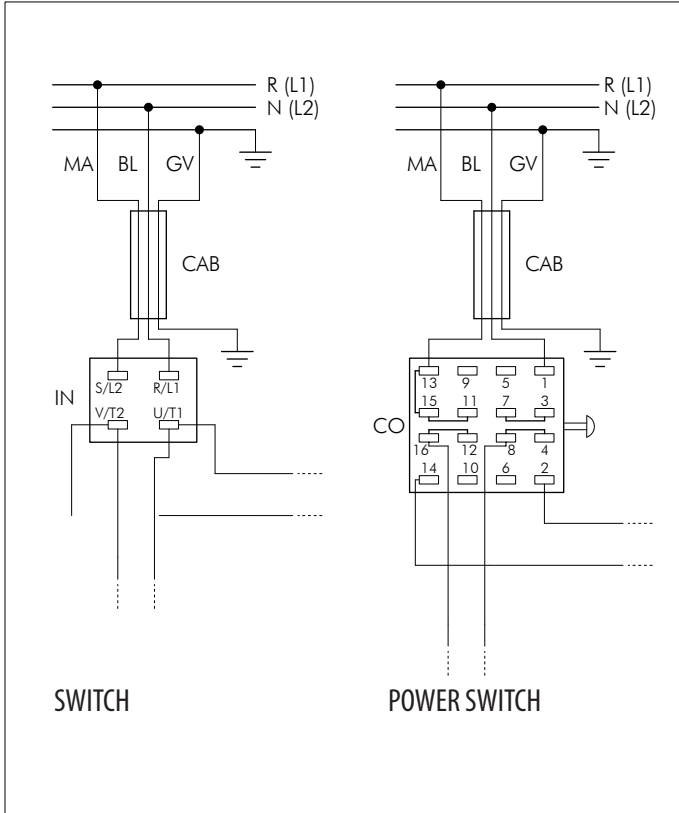 R (L1)
N (L2)
MA BL GV
CAB
IN
S/L2 R/L1
V/T2 U/T1
SWITCH
R (L1)
N (L2)
MA BL GV
CAB
CO
13 9 5 1
15 11 7 3
16 12 8 4
14 10 6 2
POWER SWITCH